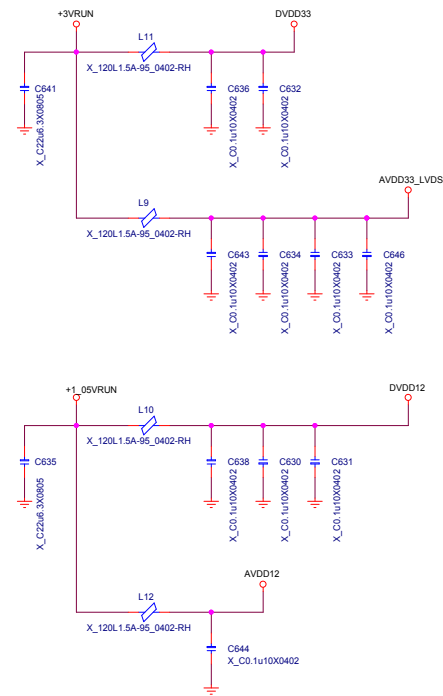 +3VRUN
DVDD33
L11
X_120L1.5A-95_0402-RH
C641
X_C22u6.3X0805
C636
X_C0.1u10X0402
C632
X_C0.1u10X0402
AVDD33_LVDS
L9
X_120L1.5A-95_0402-RH
C643
X_C0.1u10X0402
C634
X_C0.1u10X0402
C633
X_C0.1u10X0402
C646
X_C0.1u10X0402
+1_05VRUN
DVDD12
L10
X_120L1.5A-95_0402-RH
C635
X_C22u6.3X0805
C638
X_C0.1u10X0402
C630
X_C0.1u10X0402
C631
X_C0.1u10X0402
AVDD12
L12
X_120L1.5A-95_0402-RH
C644
X_C0.1u10X0402